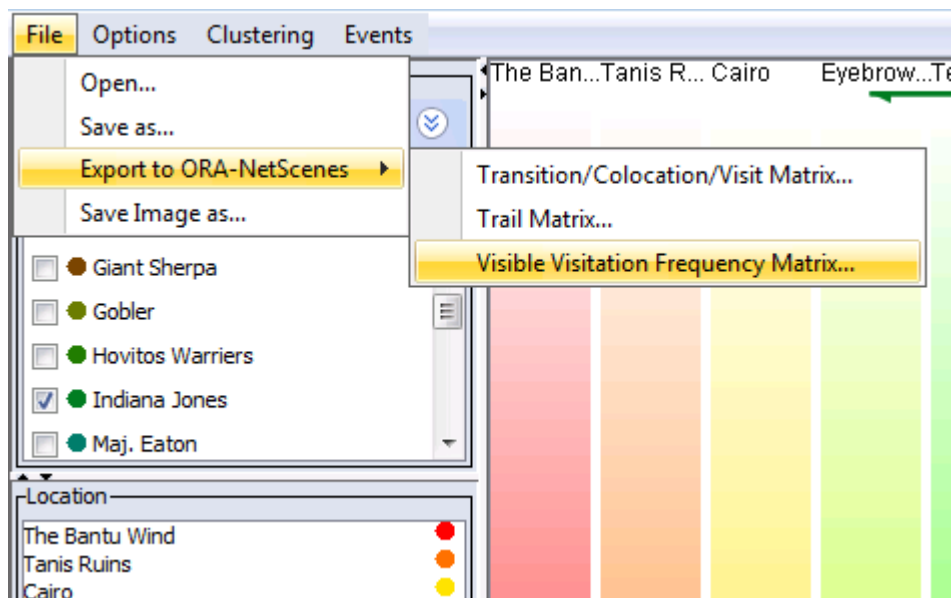 File Options Clustering Events
The Ban...Tanis R... Cairo Eyebrow...Te
Open...
Save as...
Export to ORA-NetScenes
Save Image as...
Transition/Colocation/Visit Matrix...
Trail Matrix...
Visible Visitation Frequency Matrix...
Giant Sherpa
Gobler
Hovitos Warriers
Indiana Jones
Maj. Eaton
Location
The Bantu Wind
Tanis Ruins
Cairo